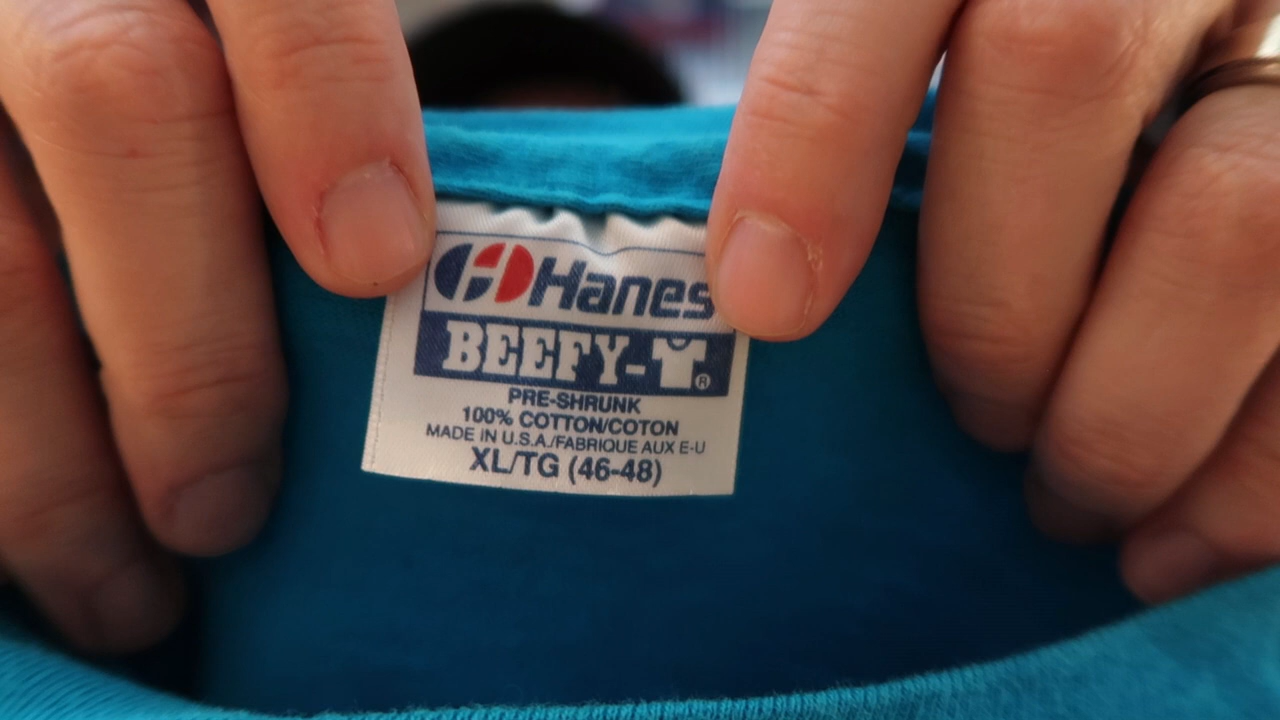 Hanes
BEEFY-T®
PRE-SHRUNK
100% COTTON/COTON
MADE IN U.S.A./FABRIQUE AUX E-U
XL/TG (46-48)